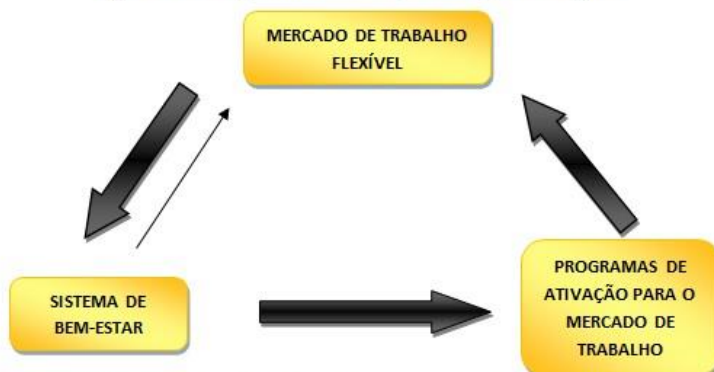 MERCADO DE TRABALHO
FLEXÍVEL
SISTEMA DE
BEM-ESTAR
PROGRAMAS DE
ATIVAÇÃO PARA O
MERCADO DE
TRABALHO